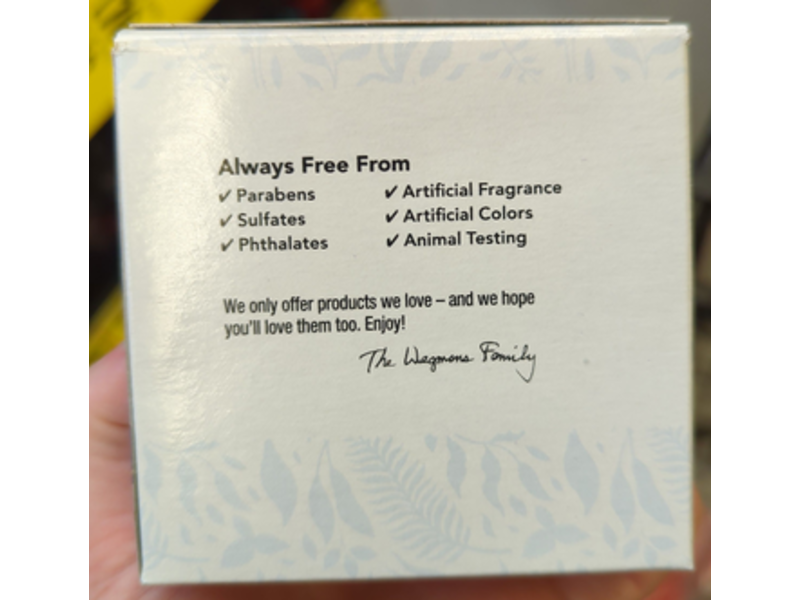 Always Free From
✓ Parabens ✓ Artificial Fragrance
✓ Sulfates ✓ Artificial Colors
✓ Phthalates ✓ Animal Testing
We only offer products we love – and we hope
you'll love them too. Enjoy!
The Wegmans Family